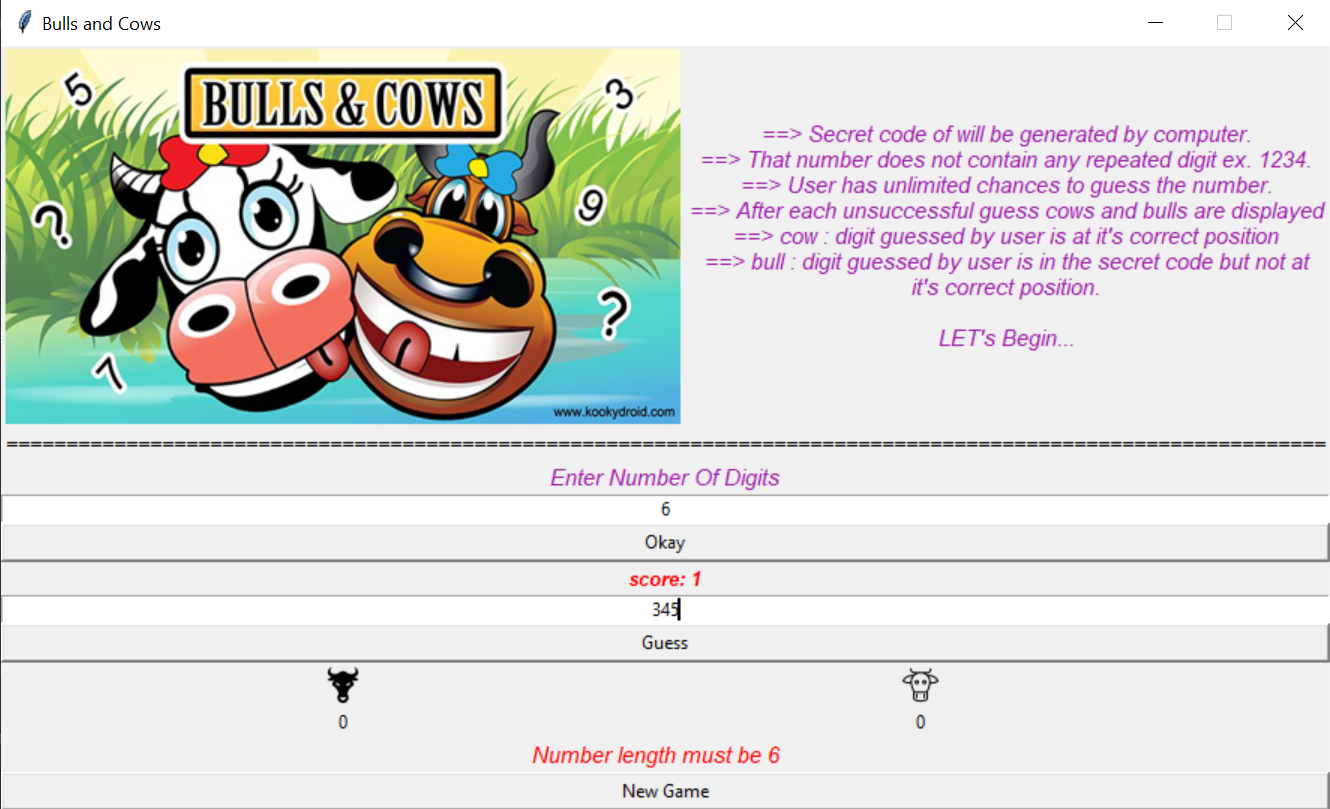 Bulls and Cows
BULLS & COWS
5
3
?
9
?
7
www.kookydroid.com
==> Secret code of will be generated by computer.
==> That number does not contain any repeated digit ex. 1234.
==> User has unlimited chances to guess the number.
==> After each unsuccessful guess cows and bulls are displayed
==> cow : digit guessed by user is at it's correct position
==> bull : digit guessed by user is in the secret code but not at
it's correct position.
LET's Begin...
==============================================================================================================
Enter Number Of Digits
6
Okay
score: 1
345
Guess
0 0
Number length must be 6
New Game